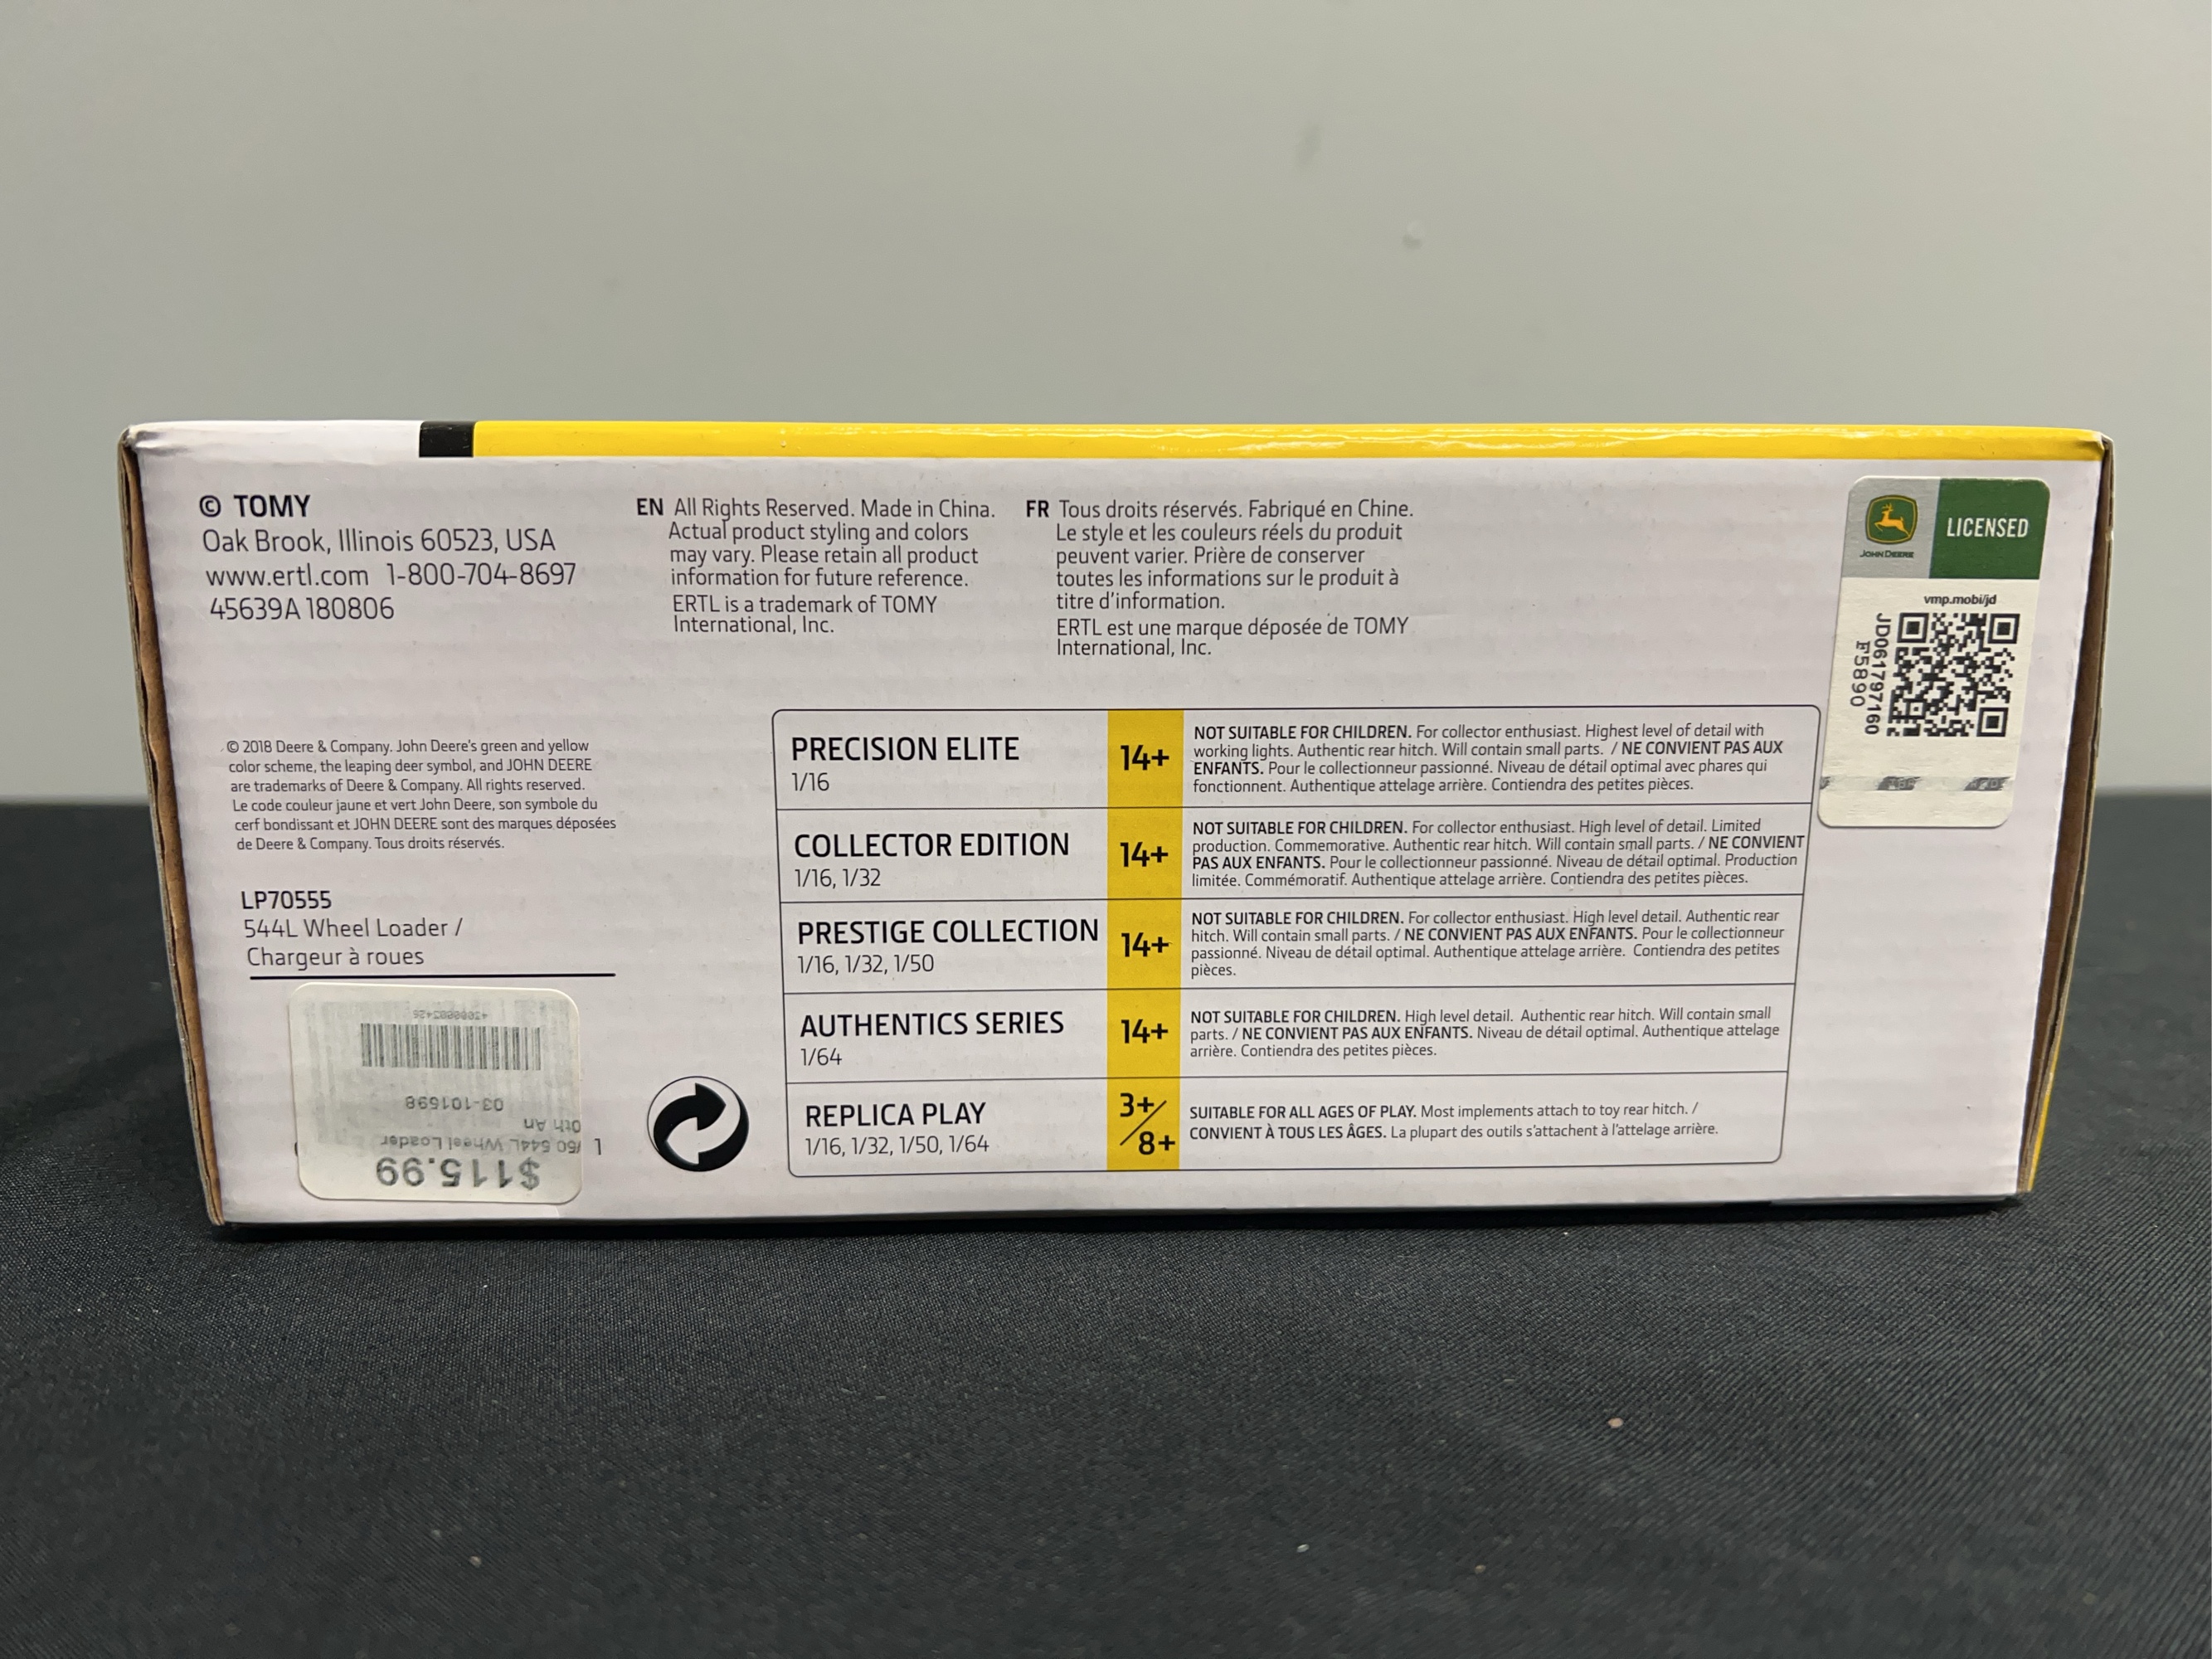 © TOMY
Oak Brook, Illinois 60523, USA
www.ertl.com 1-800-704-8697
45639A 180806
EN All Rights Reserved. Made in China.
Actual product styling and colors
may vary. Please retain all product
information for future reference.
ERTL is a trademark of TOMY
International, Inc.
FR Tous droits réservés. Fabriqué en Chine.
Le style et les couleurs réels du produit
peuvent varier. Prière de conserver
toutes les informations sur le produit à
titre d'information.
ERTL est une marque déposée de TOMY
International, Inc.
JOHN DEERE
LICENSED
vmp.mobi/jd
JD061797160
F5890
© 2018 Deere & Company. John Deere's green and yellow
color scheme, the leaping deer symbol, and JOHN DEERE
are trademarks of Deere & Company. All rights reserved.
Le code couleur jaune et vert John Deere, son symbole du
cerf bondissant et JOHN DEERE sont des marques déposées
de Deere & Company. Tous droits réservés.
LP70555
544L Wheel Loader /
Chargeur à roues
$115.99
1/50 544L Wheel Loader
0th An
03-101698
PRECISION ELITE
1/16
14+
NOT SUITABLE FOR CHILDREN. For collector enthusiast. Highest level of detail with
working lights. Authentic rear hitch. Will contain small parts. / NE CONVIENT PAS AUX
ENFANTS. Pour le collectionneur passionné. Niveau de détail optimal avec phares qui
fonctionnent. Authentique attelage arrière. Contiendra des petites pièces.
COLLECTOR EDITION
1/16, 1/32
14+
NOT SUITABLE FOR CHILDREN. For collector enthusiast. High level of detail. Limited
production. Commemorative. Authentic rear hitch. Will contain small parts. / NE CONVIENT
PAS AUX ENFANTS. Pour le collectionneur passionné. Niveau de détail optimal. Production
limitée. Commémoratif. Authentique attelage arrière. Contiendra des petites pièces.
PRESTIGE COLLECTION
1/16, 1/32, 1/50
14+
NOT SUITABLE FOR CHILDREN. For collector enthusiast. High level detail. Authentic rear
hitch. Will contain small parts. / NE CONVIENT PAS AUX ENFANTS. Pour le collectionneur
passionné. Niveau de détail optimal. Authentique attelage arrière. Contiendra des petites
pièces.
AUTHENTICS SERIES
1/64
14+
NOT SUITABLE FOR CHILDREN. High level detail. Authentic rear hitch. Will contain small
parts. / NE CONVIENT PAS AUX ENFANTS. Niveau de détail optimal. Authentique attelage
arrière. Contiendra des petites pièces.
REPLICA PLAY
1/16, 1/32, 1/50, 1/64
3+/8+
SUITABLE FOR ALL AGES OF PLAY. Most implements attach to toy rear hitch. /
CONVIENT À TOUS LES ÂGES. La plupart des outils s'attachent à l'attelage arrière.